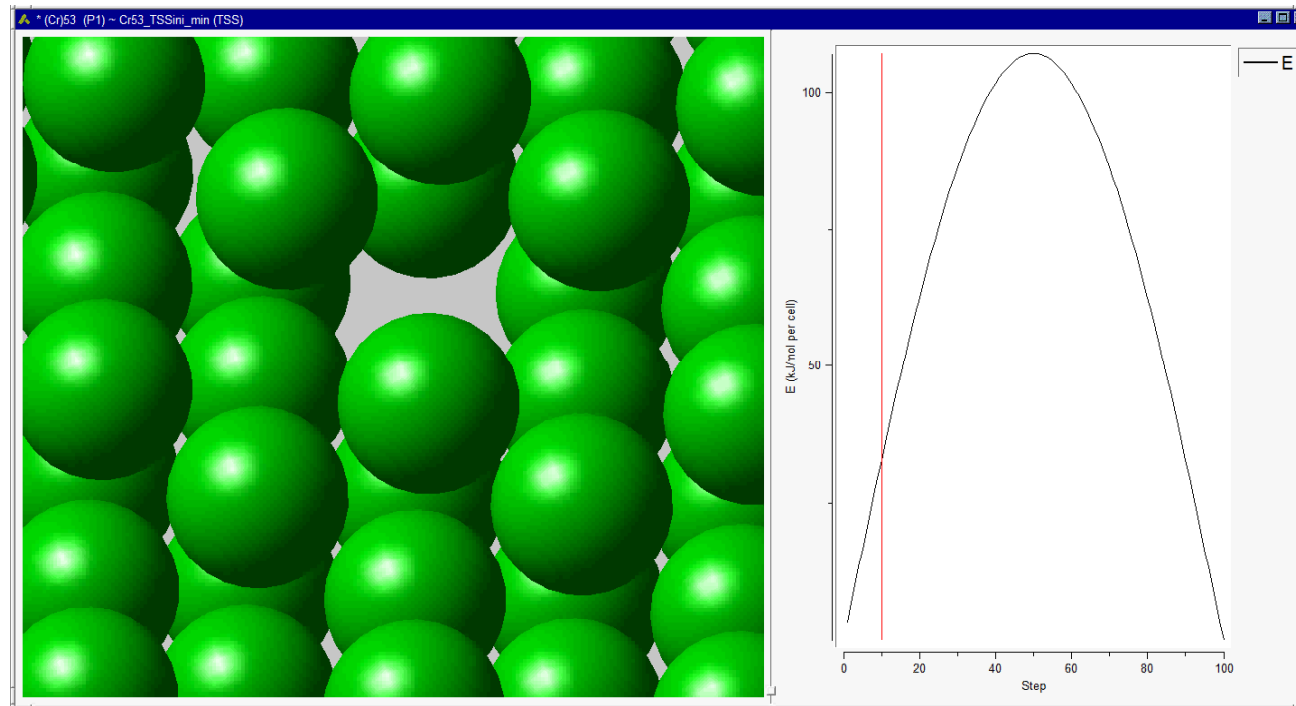 * (Cr)53 (P1) ~ Cr53_TSSini_min (TSS)
E
100
50
E (kJ/mol per cell)
0
20
40
60
80
100
Step